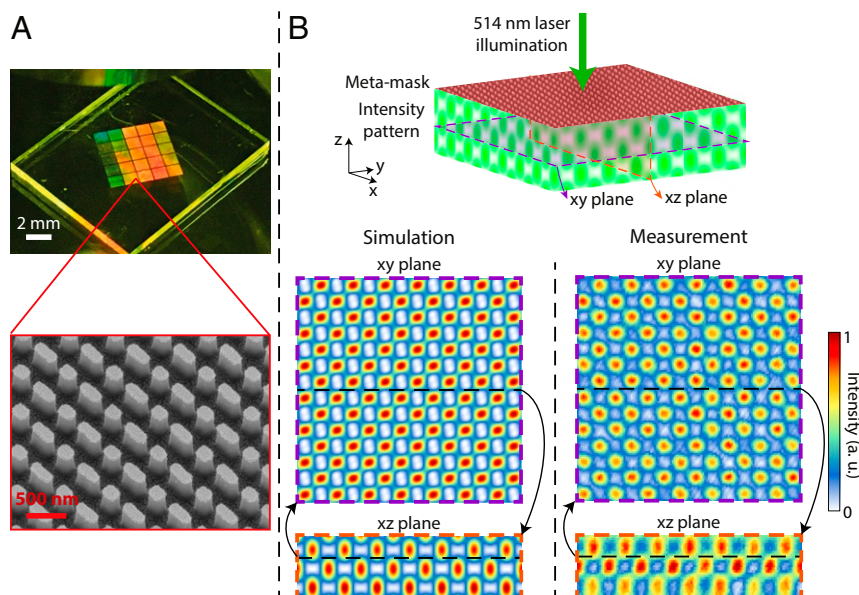 A
2 mm
500 nm
B
514 nm laser
illumination
Meta-mask
Intensity
pattern
z
y
x
xy plane
xz plane
Simulation
Measurement
xy plane
xy plane
1
Intensity (a. u)
0
xz plane
xz plane